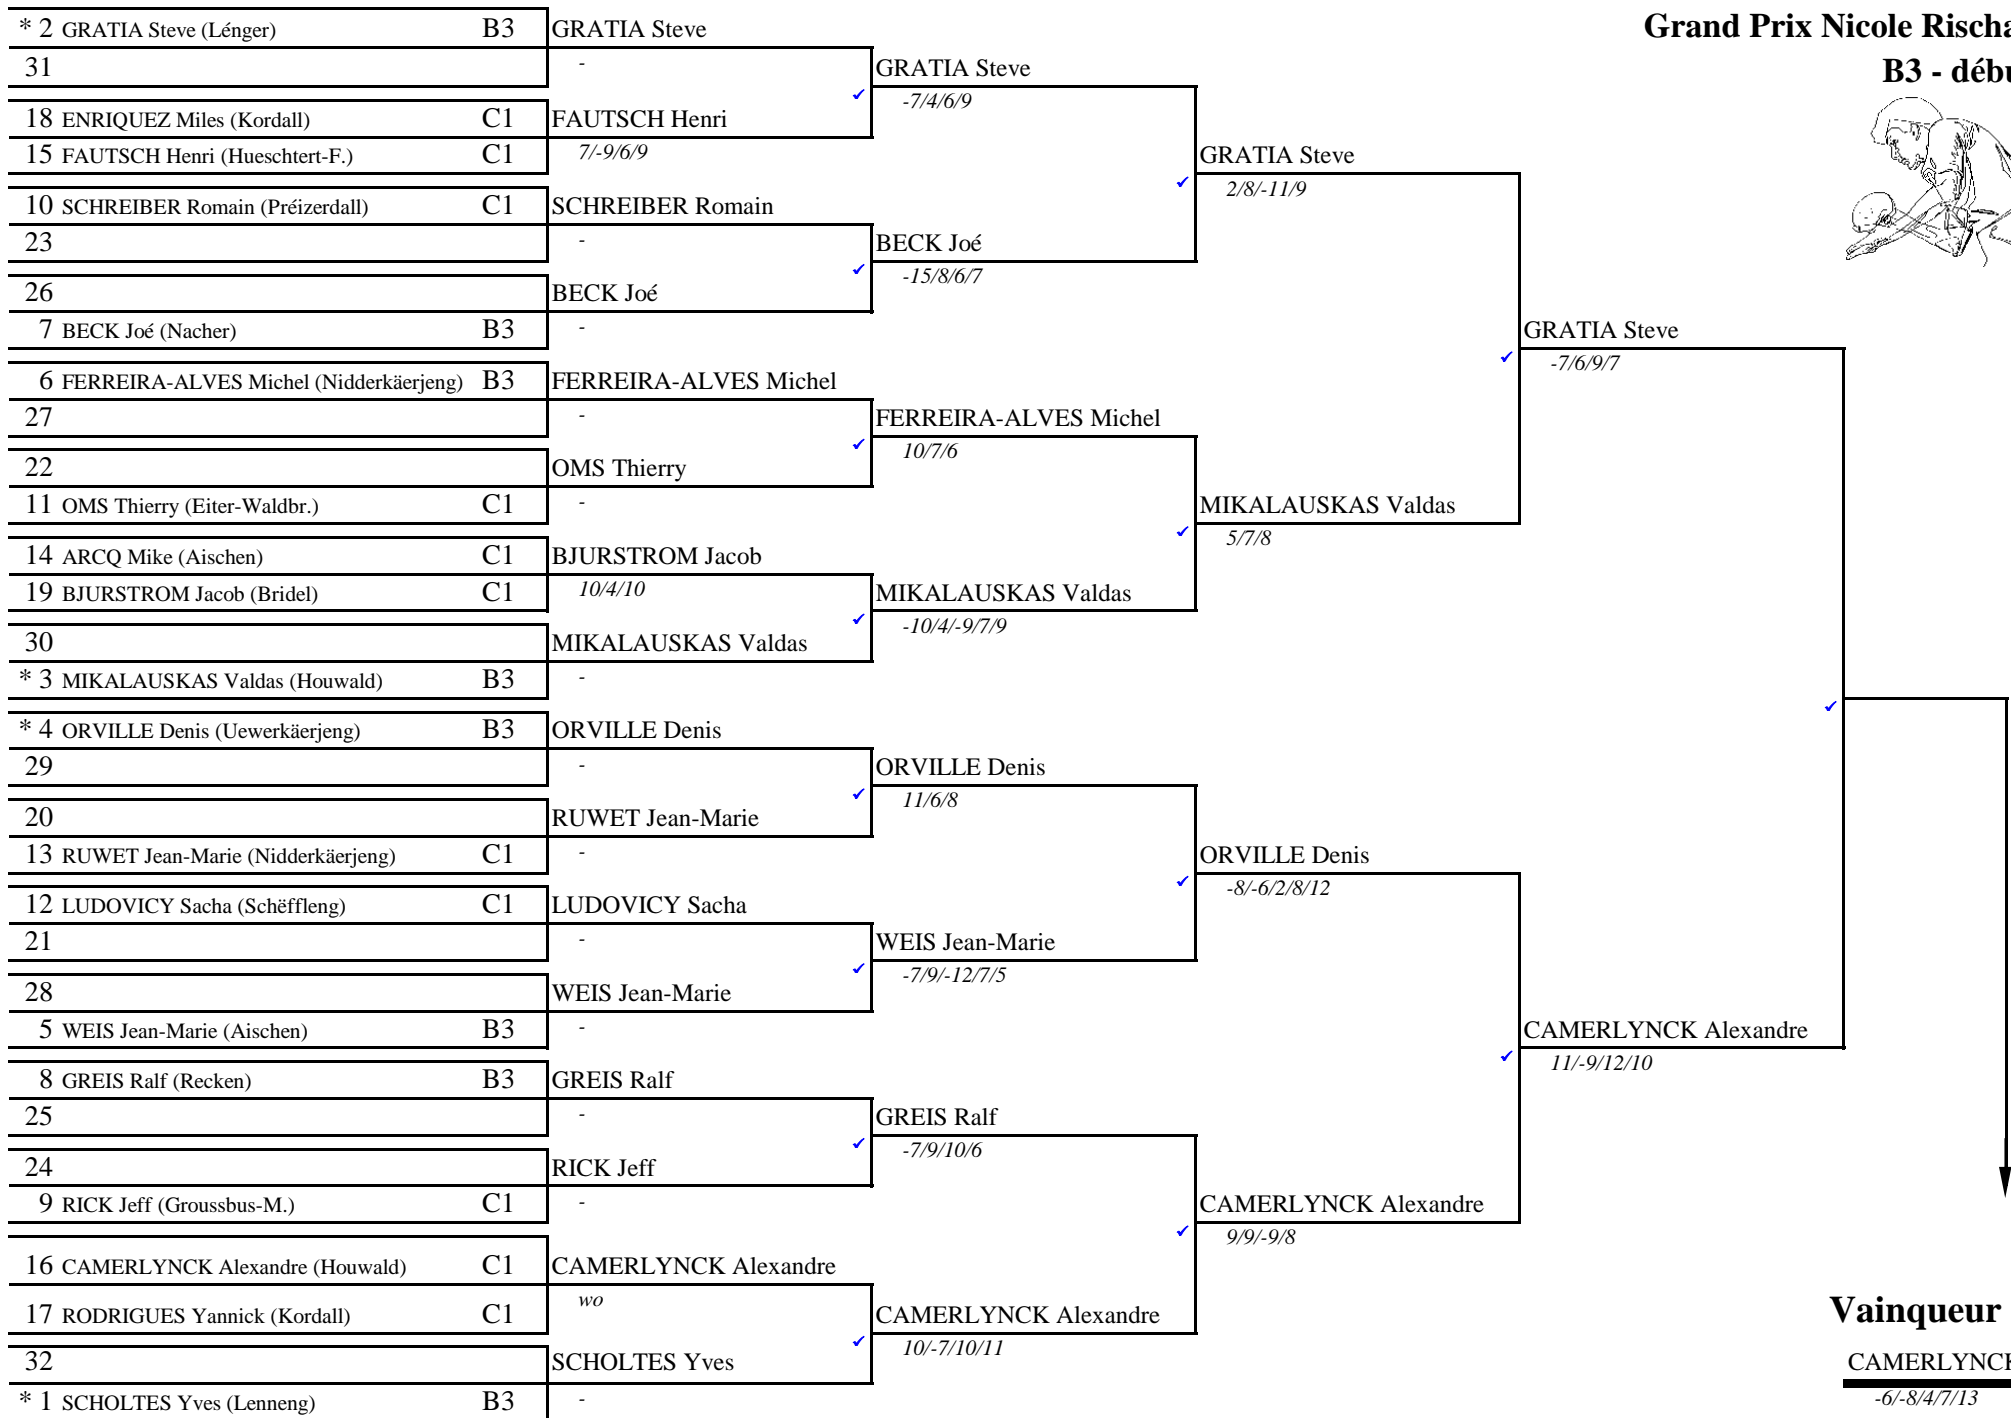 Grand Prix Nicole
B3 -
* 2 GRATIA Steve (Lénger) B3
31
18 ENRIQUEZ Miles (Kordall) C1
15 FAUTSCH Henri (Hueschtert-F.) C1
10 SCHREIBER Romain (Préizerdall) C1
23
26
7 BECK Joé (Nacher) B3
6 FERREIRA-ALVES Michel (Nidderkäerjeng) B3
27
22
11 OMS Thierry (Eiter-Waldbr.) C1
14 ARCQ Mike (Aischen) C1
19 BJURSTROM Jacob (Bridel) C1
30
* 3 MIKALAUSKAS Valdas (Houwald) B3
* 4 ORVILLE Denis (Uewerkäerjeng) B3
29
20
13 RUWET Jean-Marie (Nidderkäerjeng) C1
12 LUDOVICY Sacha (Schëffleng) C1
21
28
5 WEIS Jean-Marie (Aischen) B3
8 GREIS Ralf (Recken) B3
25
24
9 RICK Jeff (Groussbus-M.) C1
16 CAMERLYNCK Alexandre (Houwald) C1
17 RODRIGUES Yannick (Kordall) C1
32
* 1 SCHOLTES Yves (Lenneng) B3
GRATIA Steve
-
FAUTSCH Henri
7/-9/6/9
SCHREIBER Romain
-
BECK Joé
-
FERREIRA-ALVES Michel
-
OMS Thierry
-
BJURSTROM Jacob
10/4/10
MIKALAUSKAS Valdas
-
ORVILLE Denis
-
RUWET Jean-Marie
-
LUDOVICY Sacha
-
WEIS Jean-Marie
-
GREIS Ralf
-
RICK Jeff
-
CAMERLYNCK Alexandre
wo
SCHOLTES Yves
-
GRATIA Steve
-7/4/6/9
BECK Joé
-15/8/6/7
FERREIRA-ALVES Michel
10/7/6
MIKALAUSKAS Valdas
-10/4/-9/7/9
ORVILLE Denis
11/6/8
WEIS Jean-Marie
-7/9/-12/7/5
GREIS Ralf
-7/9/10/6
CAMERLYNCK Alexandre
10/-7/10/11
GRATIA Steve
2/8/-11/9
MIKALAUSKAS Valdas
5/7/8
ORVILLE Denis
-8/-6/2/8/12
CAMERLYNCK Alexandre
9/9/-9/8
GRATIA Steve
-7/6/9/7
CAMERLYNCK Alexandre
11/-9/12/10
Vainqueur
-6/-8/4/7/13